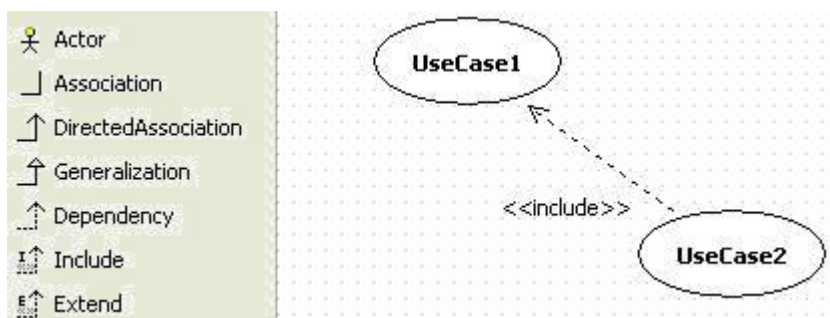 Actor
Association
DirectedAssociation
Generalization
Dependency
I Include
E Extend
UseCase1
<<include>>
UseCase2